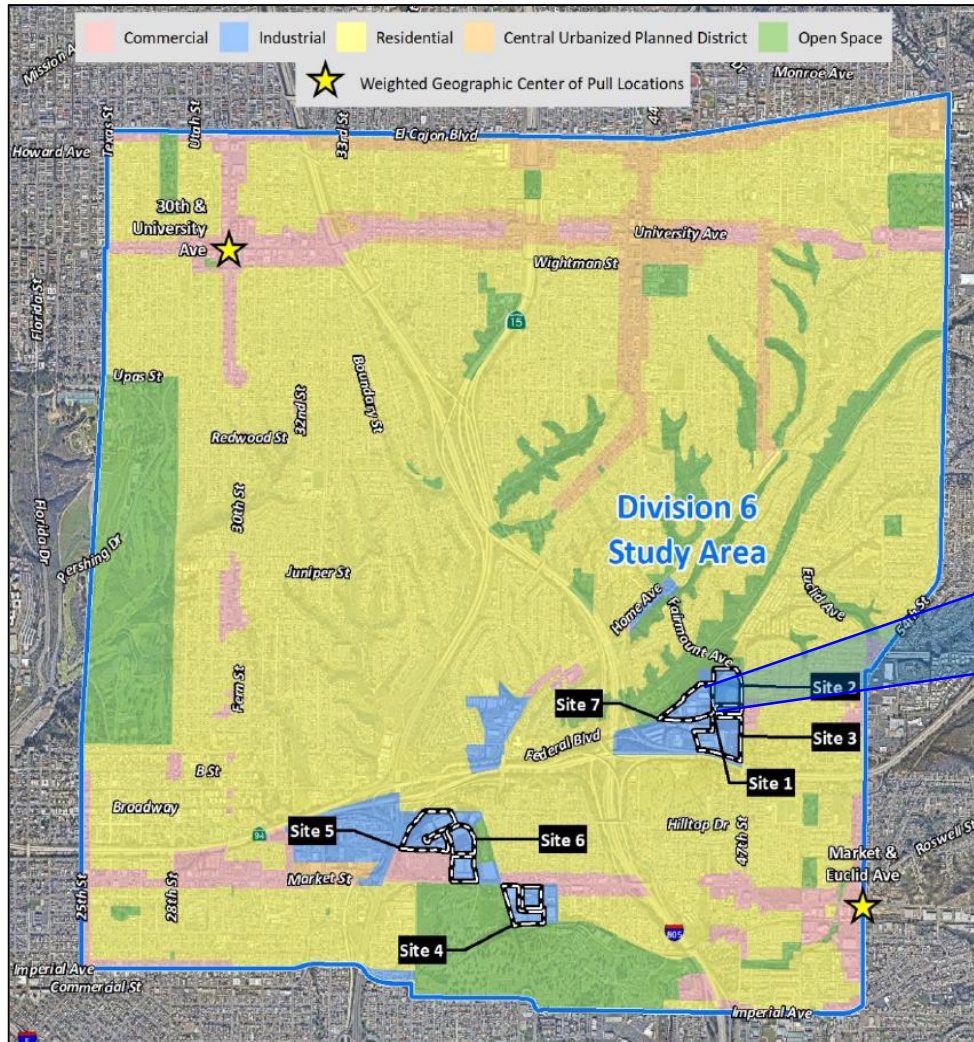 Commercial
Industrial
Residential
Central Urbanized Planned District
Open Space
Weighted Geographic Center of Pull Locations
Monroe Ave
Texas St
Utah St
33rd St
El Cajon Blvd
Howard Ave
30th &
University
Ave
University Ave
Wightman St
Florida St
15
Upas St
Boundary St
32nd St
Redwood St
30th St
Florida Dr
Pershing Dr
Division 6
Study Area
Juniper St
Home Ave
Fairmount Ave
Euclid Ave
54th St
Fern St
Site 7
Site 2
Federal Blvd
Site 3
Site 1
B St
Broadway
94
Site 5
Site 6
Hilltop Dr
47th St
Roswell St
Market &
Euclid Ave
Market St
25th St
28th St
Site 4
805
Imperial Ave
Commercial St
Imperial Ave